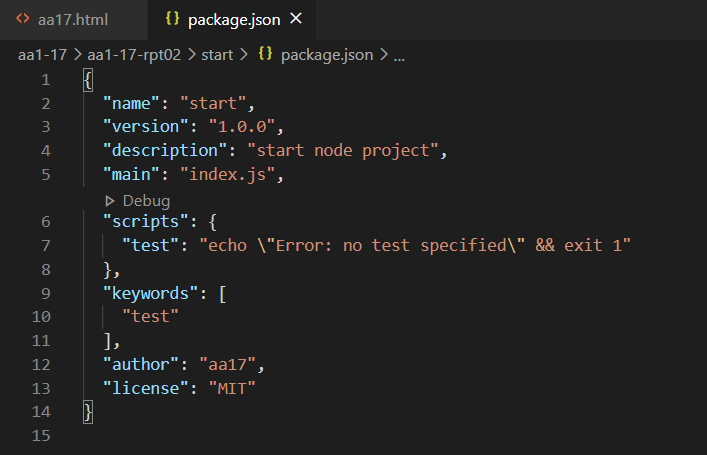 <> aa17.html {} package.json ×
aa1-17 > aa1-17-rpt02 > start > {} package.json > ...
1 {
2 "name": "start",
3 "version": "1.0.0",
4 "description": "start node project",
5 "main": "index.js",
Debug
6 "scripts": {
7 "test": "echo \"Error: no test specified\" && exit 1"
8 },
9 "keywords": [
10 "test"
11 ],
12 "author": "aa17",
13 "license": "MIT"
14 }
15